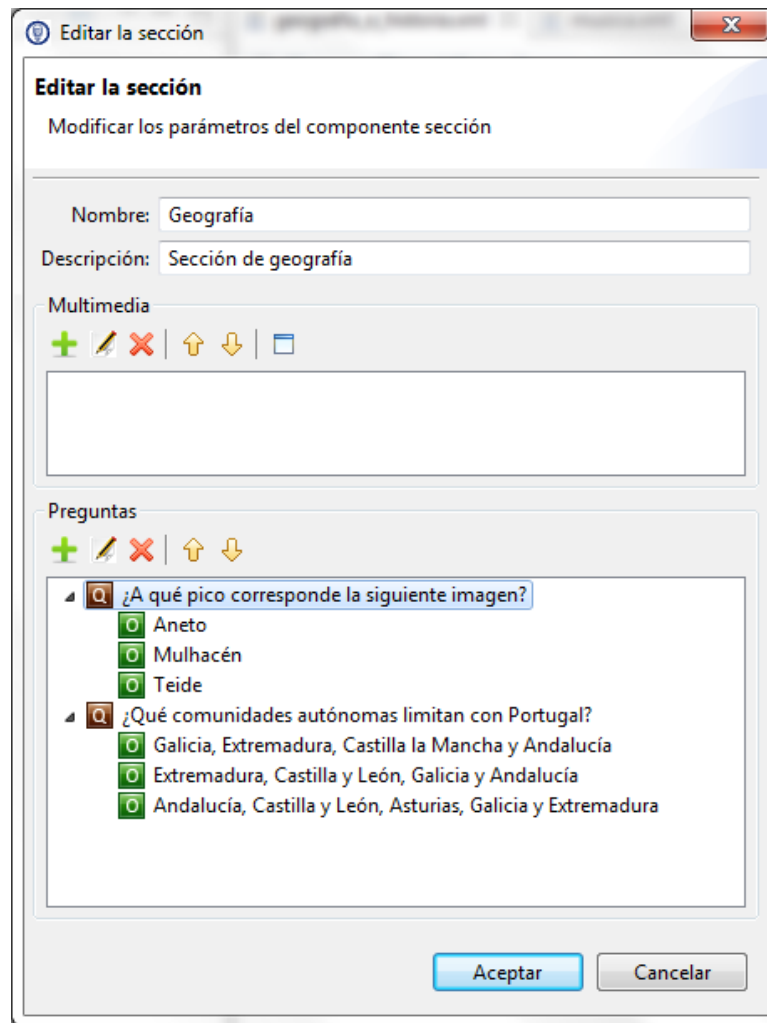 Editar la sección
Editar la sección
Modificar los parámetros del componente sección
Nombre: Geografía
Descripción: Sección de geografía
Multimedia
Preguntas
Q ¿A qué pico corresponde la siguiente imagen?
O Aneto
O Mulhacén
O Teide
Q ¿Qué comunidades autónomas limitan con Portugal?
O Galicia, Extremadura, Castilla la Mancha y Andalucía
O Extremadura, Castilla y León, Galicia y Andalucía
O Andalucía, Castilla y León, Asturias, Galicia y Extremadura
Aceptar Cancelar